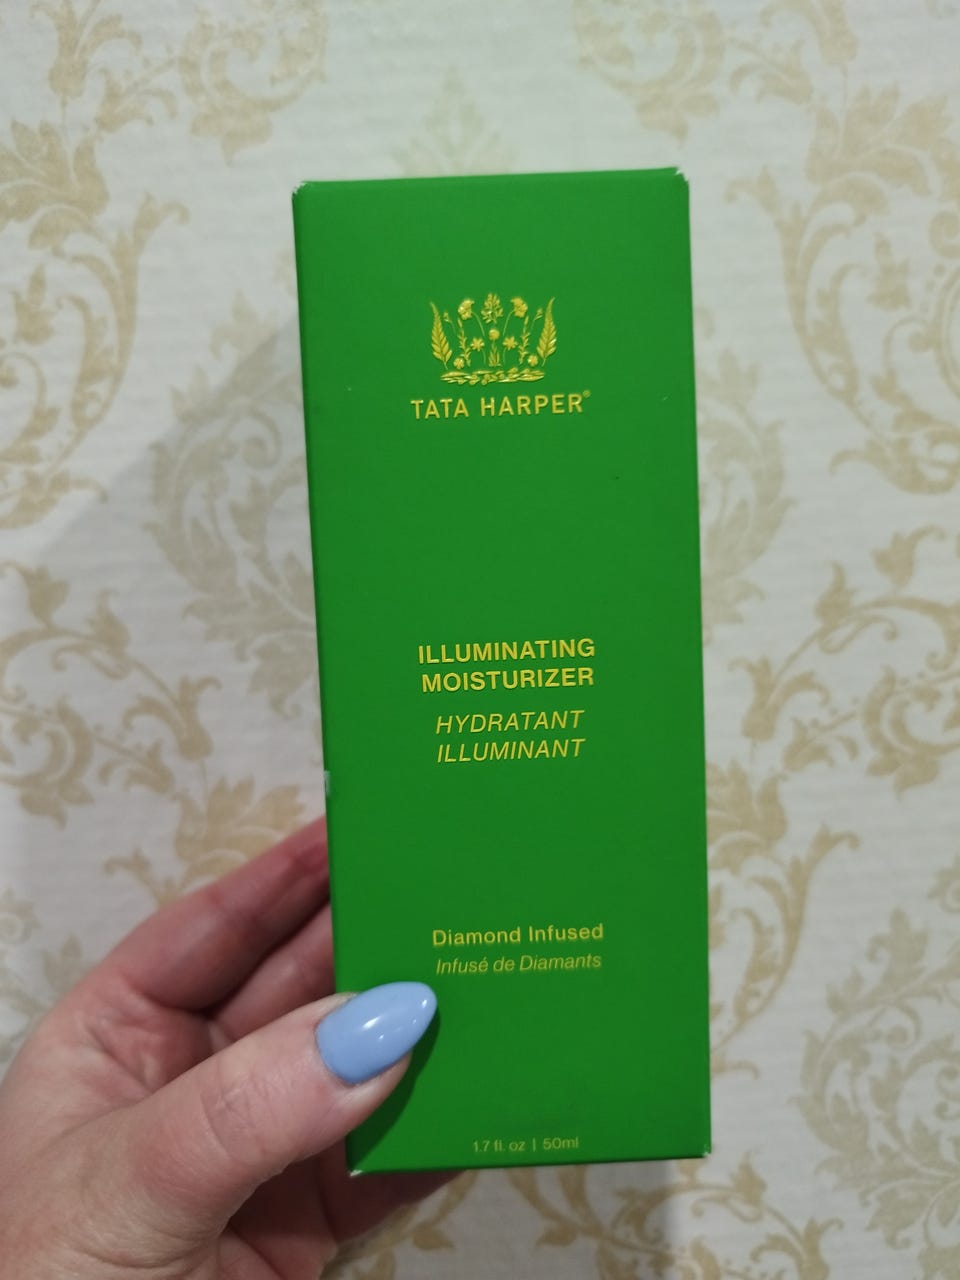 TATA HARPER®
ILLUMINATING
MOISTURIZER
HYDRATANT
ILLUMINANT
Diamond Infused
Infusé de Diamants
1.7 fl. oz | 50ml